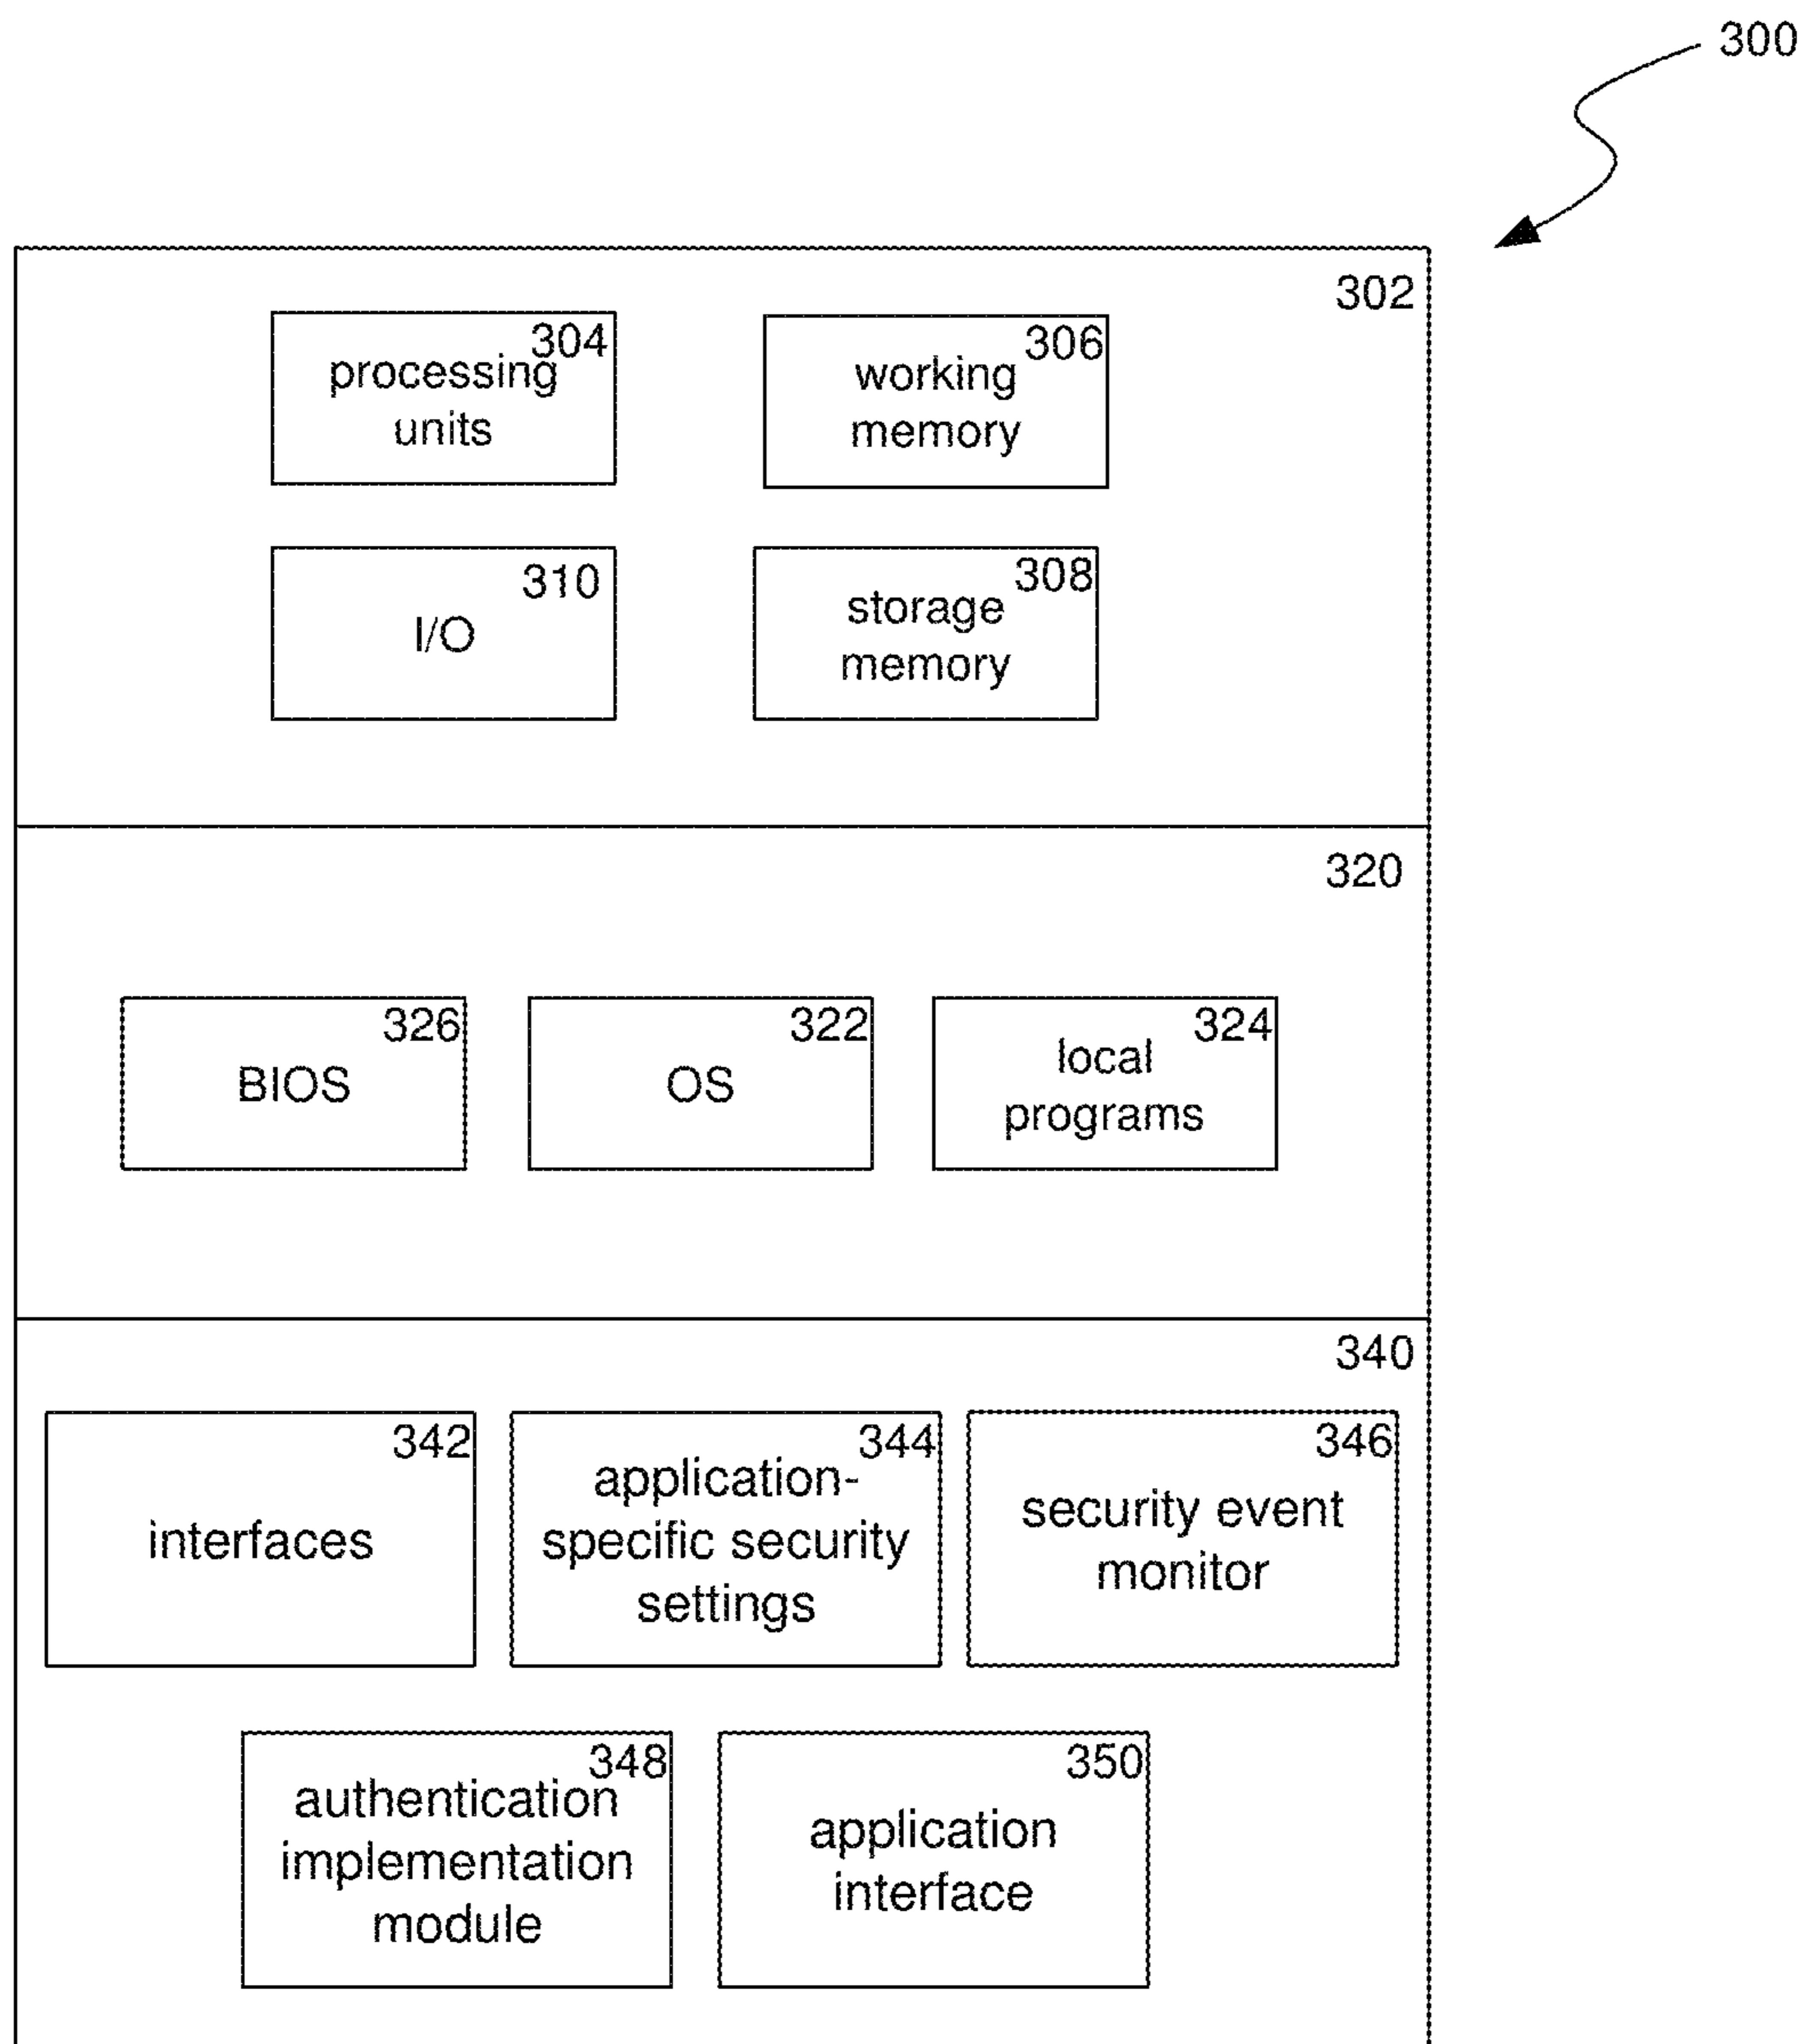 300
302
304
processing
units
306
working
memory
310
I/O
308
storage
memory
320
326
BIOS
322
OS
324
local
programs
340
342
interfaces
344
application-
specific security
settings
346
security event
monitor
348
authentication
implementation
module
350
application
interface